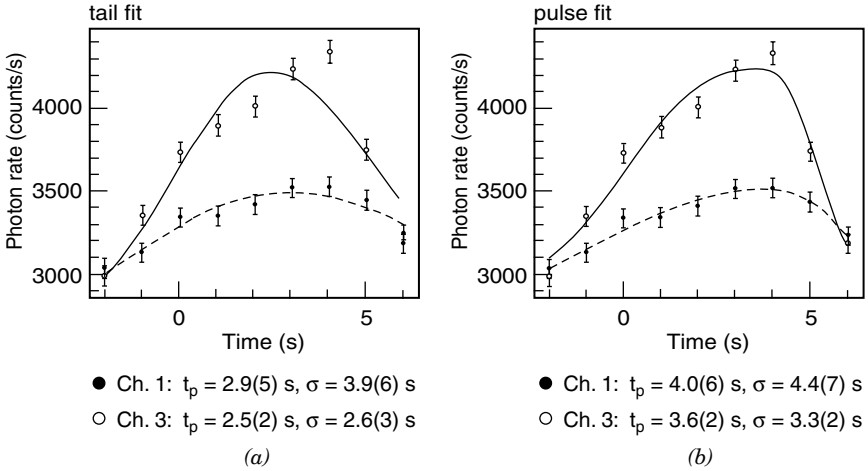 tail fit
pulse fit
Photon rate (counts/s)
4000
3500
3000
0
5
Time (s)
Photon rate (counts/s)
4000
3500
3000
0
5
Time (s)
● Ch. 1: tp = 2.9(5) s, σ = 3.9(6) s
○ Ch. 3: tp = 2.5(2) s, σ = 2.6(3) s
(a)
● Ch. 1: tp = 4.0(6) s, σ = 4.4(7) s
○ Ch. 3: tp = 3.6(2) s, σ = 3.3(2) s
(b)